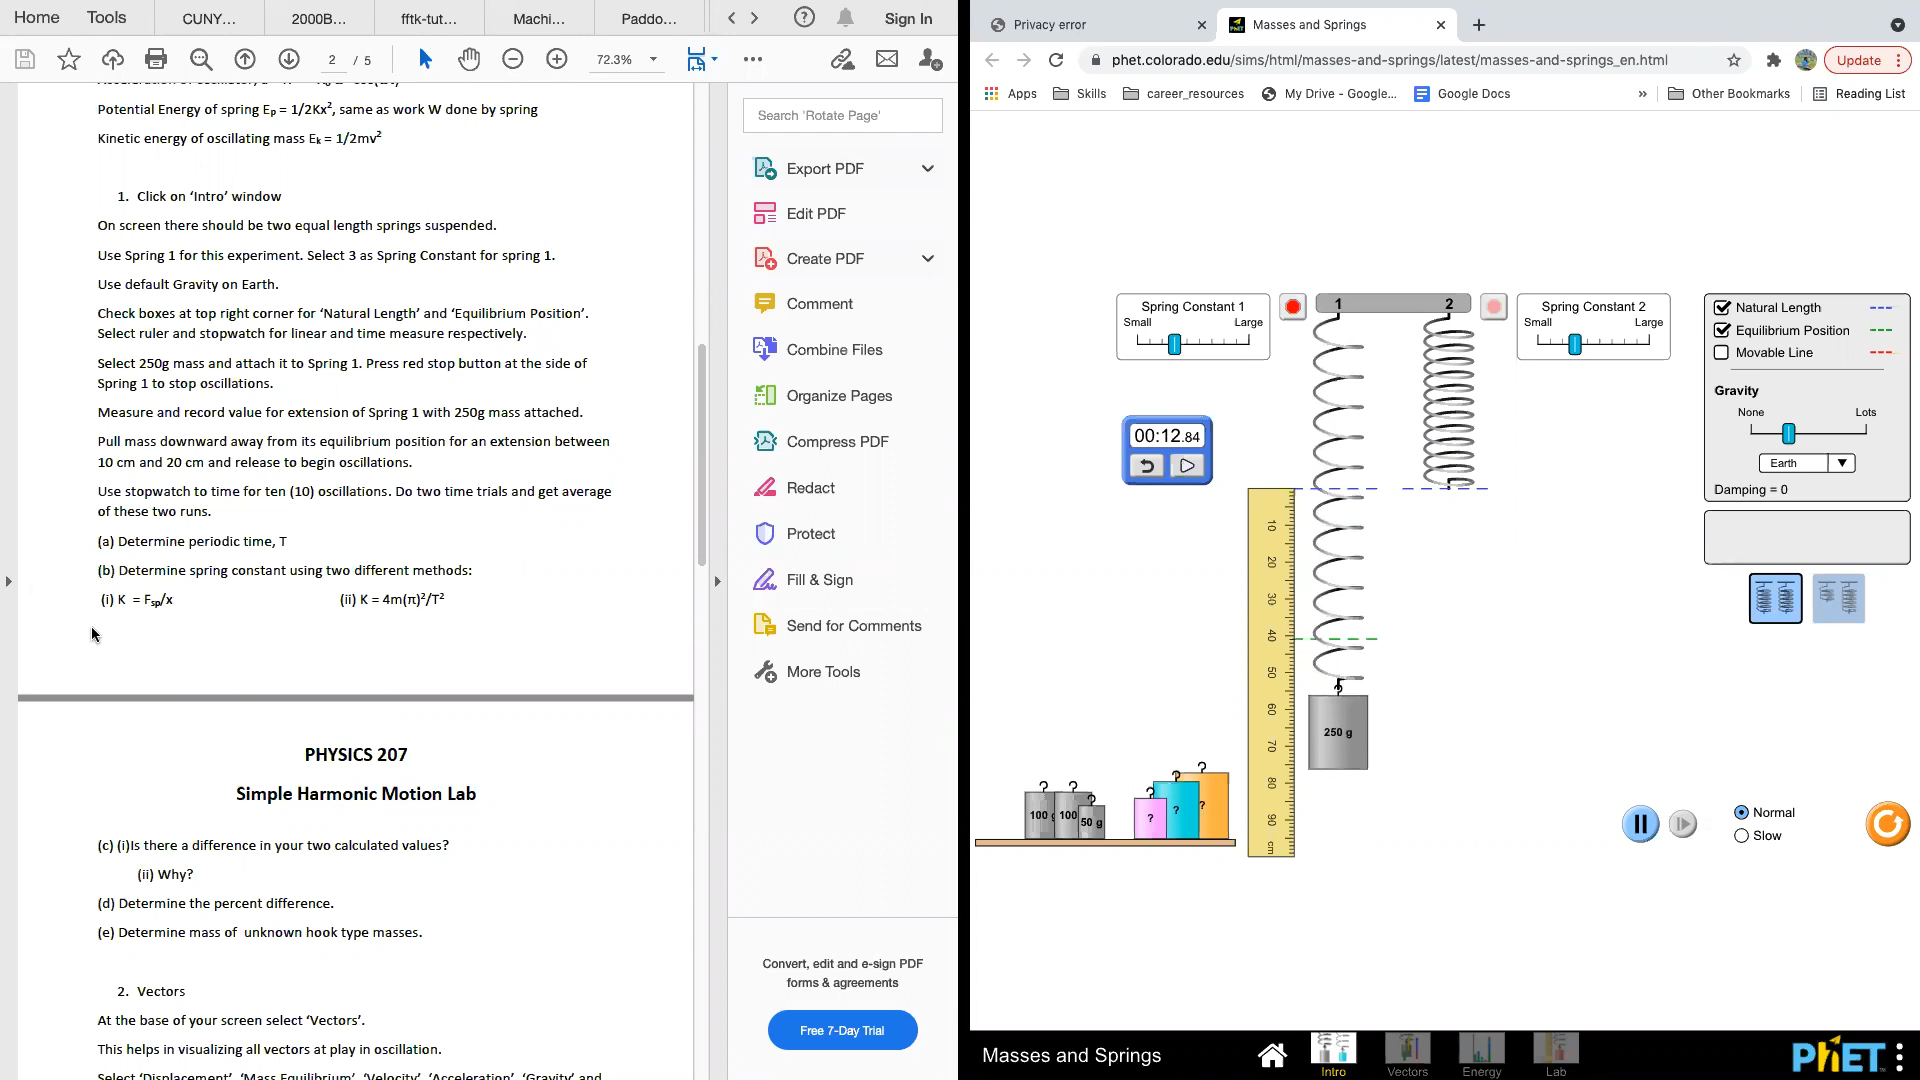 Home
Tools
CUNY...
2000B...
fftk-tut...
Machi...
Paddo...
Sign In
2 / 5
72.3%
Potential Energy of spring Eₚ = 1/2Kx², same as work W done by spring
Kinetic energy of oscillating mass Eₖ = 1/2mv²
1. Click on ‘Intro’ window
On screen there should be two equal length springs suspended.
Use Spring 1 for this experiment. Select 3 as Spring Constant for spring 1.
Use default Gravity on Earth.
Check boxes at top right corner for ‘Natural Length’ and ‘Equilibrium Position’.
Select ruler and stopwatch for linear and time measure respectively.
Select 250g mass and attach it to Spring 1. Press red stop button at the side of
Spring 1 to stop oscillations.
Measure and record value for extension of Spring 1 with 250g mass attached.
Pull mass downward away from its equilibrium position for an extension between
10 cm and 20 cm and release to begin oscillations.
Use stopwatch to time for ten (10) oscillations. Do two time trials and get average
of these two runs.
(a) Determine periodic time, T
(b) Determine spring constant using two different methods:
(i) K = Fsp/x
(ii) K = 4m(π)²/T²
PHYSICS 207
Simple Harmonic Motion Lab
(c) (i)Is there a difference in your two calculated values?
(ii) Why?
(d) Determine the percent difference.
(e) Determine mass of unknown hook type masses.
2. Vectors
At the base of your screen select ‘Vectors’.
This helps in visualizing all vectors at play in oscillation.
Select ‘Displacement’, ‘Mass Equilibrium’, ‘Velocity’, ‘Acceleration’, ‘Gravity’ and
Search 'Rotate Page'
Export PDF
Edit PDF
Create PDF
Comment
Combine Files
Organize Pages
Compress PDF
Redact
Protect
Fill & Sign
Send for Comments
More Tools
Convert, edit and e-sign PDF
forms & agreements
Free 7-Day Trial
Privacy error
Masses and Springs
phet.colorado.edu/sims/html/masses-and-springs/latest/masses-and-springs_en.html
Update
Apps
Skills
career_resources
My Drive - Google...
Google Docs
»
Other Bookmarks
Reading List
Spring Constant 1
Small
Large
1
2
Spring Constant 2
Small
Large
Natural Length
Equilibrium Position
Movable Line
Gravity
None
Lots
Earth
Damping = 0
00:12.84
10
20
30
40
50
60
70
80
90
cm
250 g
100 g
100
50 g
?
?
?
Normal
Slow
Masses and Springs
Intro
Vectors
Energy
Lab
PhET